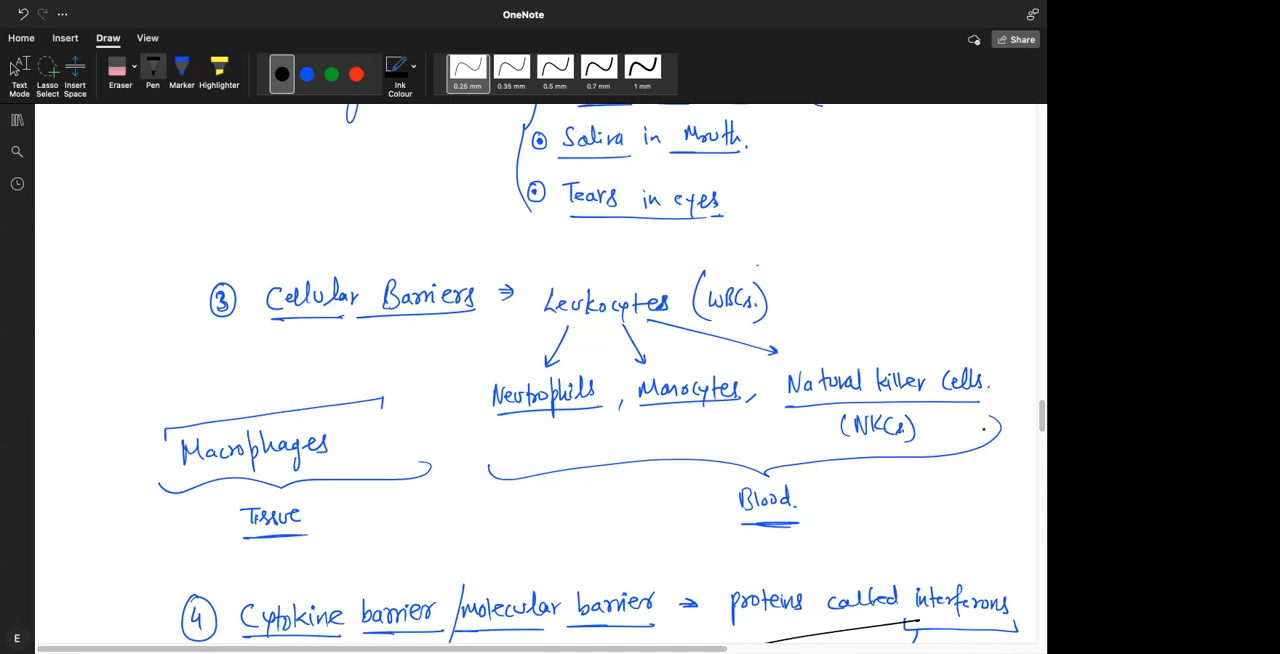 OneNote
Home Insert Draw View
Share
Text Mode
Lasso Select
Insert Space
Eraser
Pen
Marker
Highlighter
Ink Colour
0.25 mm 0.35 mm 0.5 mm 0.7 mm 1 mm
Saliva in Mouth.
Tears in eyes
③ Cellular Barriers ⇒ Leukocytes (WBCs.)
Neutrophils, Monocytes, Natural killer cells.
(NKCs.)
Macrophages
Blood.
Tissue
④ Cytokine barrier/molecular barrier ⇒ proteins called interferons
E